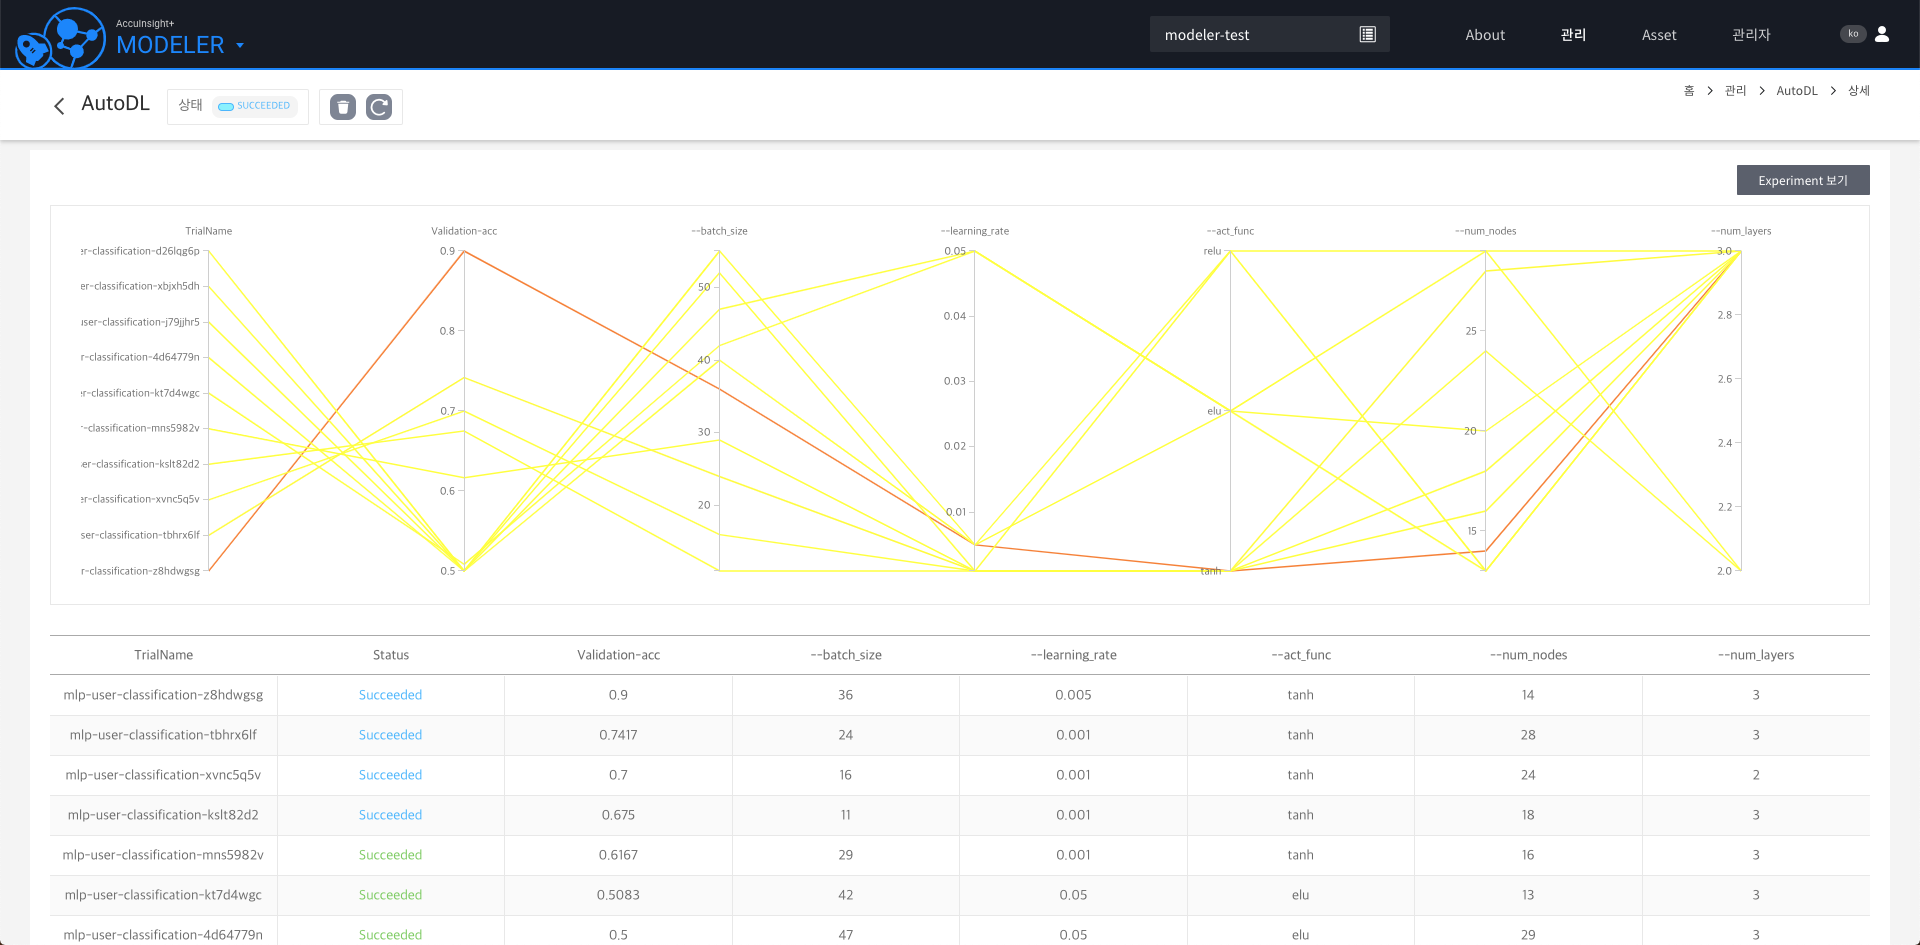 AccuInsight+
MODELER
modeler-test
About
관리
Asset
관리자
ko
AutoDL
상태
SUCCEEDED
홈 > 관리 > AutoDL > 상세
Experiment 보기
TrialName Validation-acc --batch_size --learning_rate --act_func --num_nodes --num_layers
er-classification-d26lqg6p
er-classification-xbjxh5dh
user-classification-j79jjhr5
r-classification-4d64779n
r-classification-kt7d4wgc
r-classification-mns5982v
er-classification-kslt82d2
er-classification-xvnc5q5v
ser-classification-tbhrx6lf
r-classification-z8hdwgsg
0.9
0.8
0.7
0.6
0.5
50
40
30
20
0.05
0.04
0.03
0.02
0.01
relu
elu
tanh
25
20
15
3.0
2.8
2.6
2.4
2.2
2.0
TrialName Status Validation-acc --batch_size --learning_rate --act_func --num_nodes --num_layers
mlp-user-classification-z8hdwgsg Succeeded 0.9 36 0.005 tanh 14 3
mlp-user-classification-tbhrx6lf Succeeded 0.7417 24 0.001 tanh 28 3
mlp-user-classification-xvnc5q5v Succeeded 0.7 16 0.001 tanh 24 2
mlp-user-classification-kslt82d2 Succeeded 0.675 11 0.001 tanh 18 3
mlp-user-classification-mns5982v Succeeded 0.6167 29 0.001 tanh 16 3
mlp-user-classification-kt7d4wgc Succeeded 0.5083 42 0.05 elu 13 3
mlp-user-classification-4d64779n Succeeded 0.5 47 0.05 elu 29 3